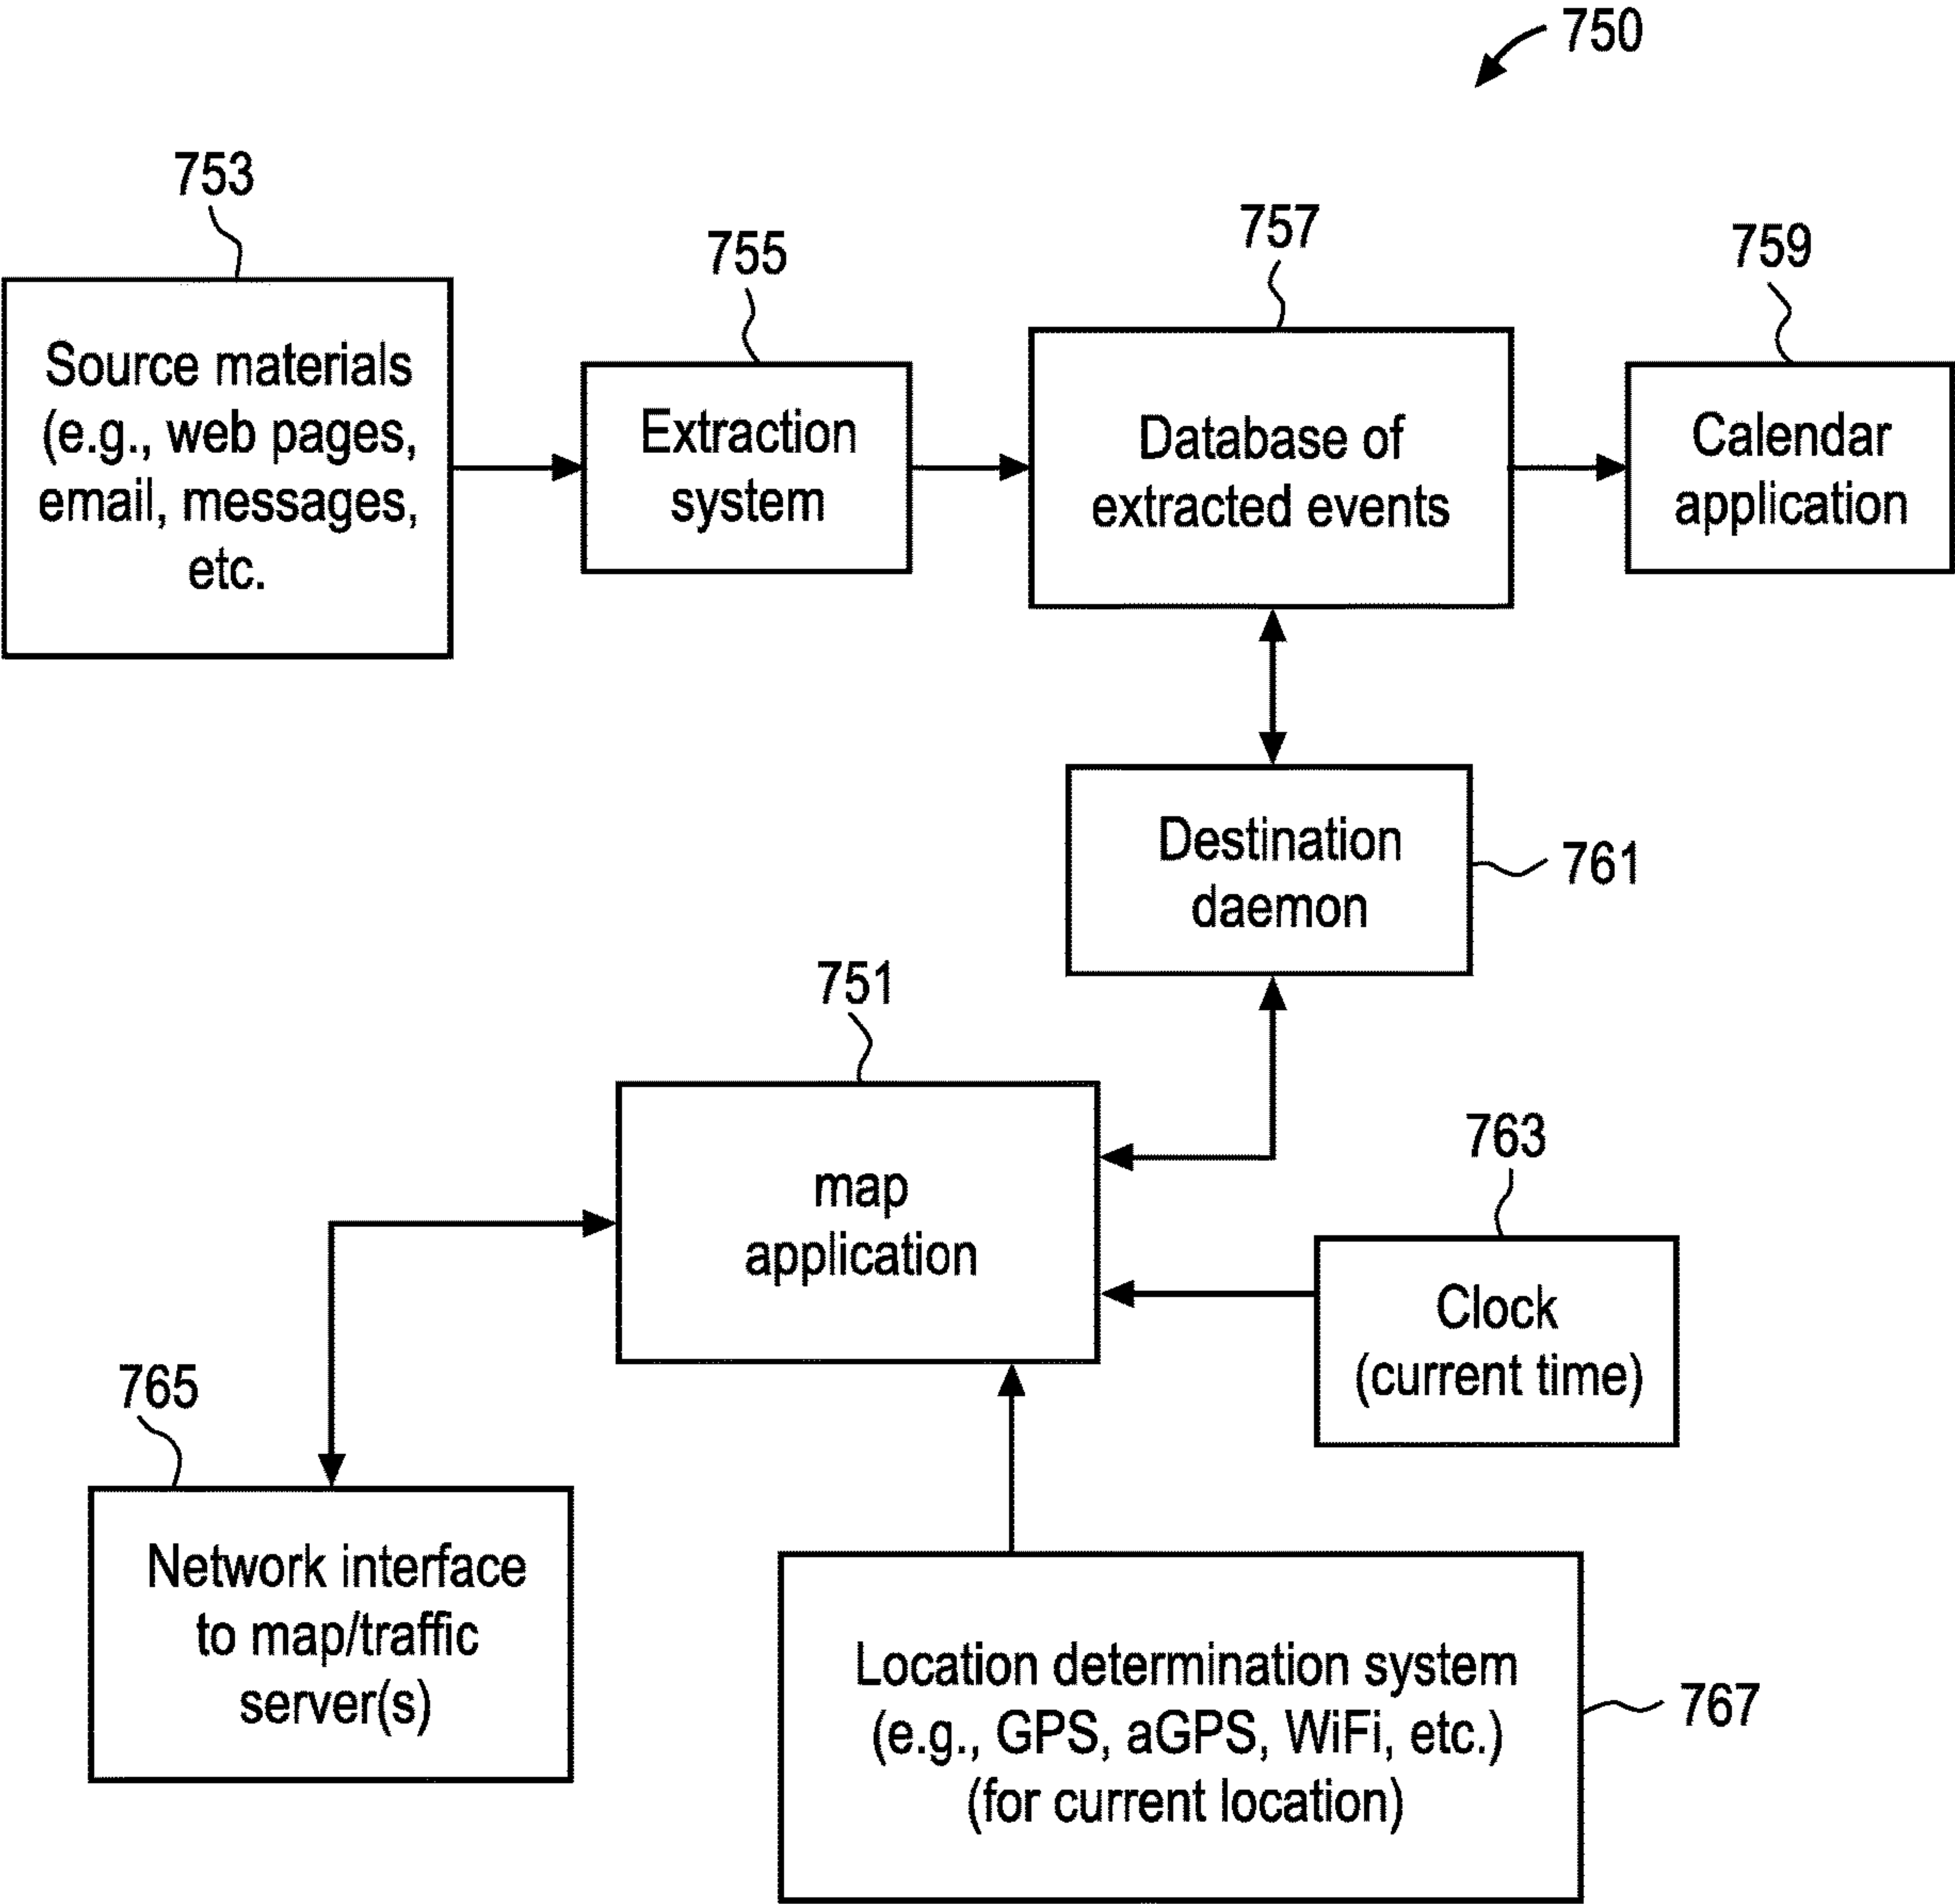 750
753
Source materials
(e.g., web pages,
email, messages,
etc.
755
Extraction
system
757
Database of
extracted events
759
Calendar
application
Destination
daemon
761
751
map
application
763
Clock
(current time)
765
Network interface
to map/traffic
server(s)
Location determination system
(e.g., GPS, aGPS, WiFi, etc.)
(for current location)
767